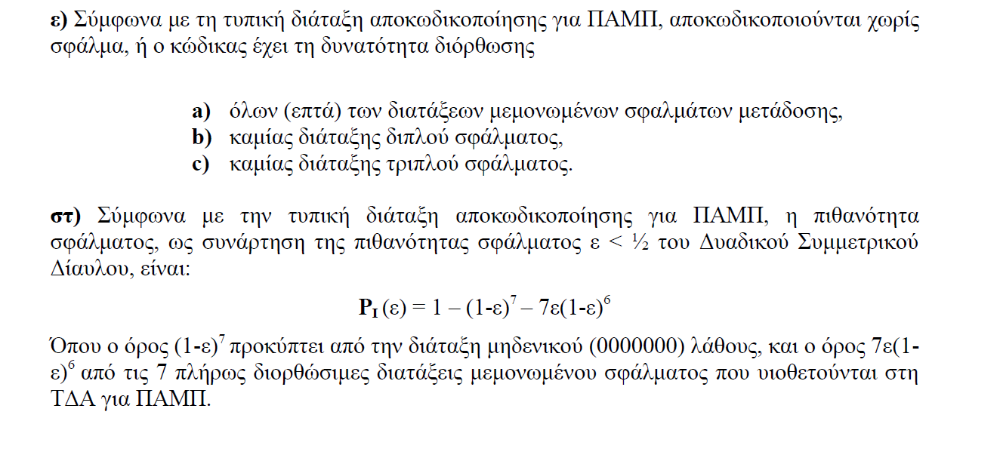 ε) Σύμφωνα με τη τυπική διάταξη αποκωδικοποίησης για ΠΑΜΠ, αποκωδικοποιούνται χωρίς
σφάλμα, ή ο κώδικας έχει τη δυνατότητα διόρθωσης
a) όλων (επτά) των διατάξεων μεμονωμένων σφαλμάτων μετάδοσης,
b) καμίας διάταξης διπλού σφάλματος,
c) καμίας διάταξης τριπλού σφάλματος.
στ) Σύμφωνα με την τυπική διάταξη αποκωδικοποίησης για ΠΑΜΠ, η πιθανότητα
σφάλματος, ως συνάρτηση της πιθανότητας σφάλματος ε < ½ του Δυαδικού Συμμετρικού
Δίαυλου, είναι:
P_I (ε) = 1 – (1-ε)⁷ – 7ε(1-ε)⁶
Όπου ο όρος (1-ε)⁷ προκύπτει από την διάταξη μηδενικού (0000000) λάθους, και ο όρος 7ε(1-
ε)⁶ από τις 7 πλήρως διορθώσιμες διατάξεις μεμονωμένου σφάλματος που υιοθετούνται στη
ΤΔΑ για ΠΑΜΠ.